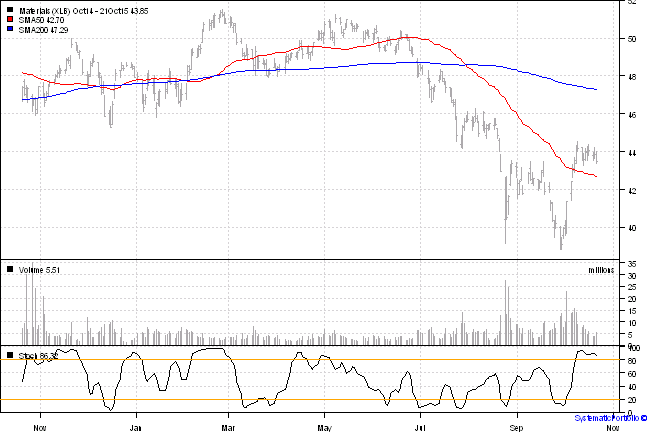 Materials (XLB) Oct14 - 21Oct15 43.85
SMA50 42.70
SMA200 47.29
52
50
48
46
44
42
40
Volume 5.51
millions
35
30
25
20
15
10
5
Stoch 86.32
100
80
60
40
20
0
Nov Jan Mar May Jul Sep Nov
SystematicPortfolio ©